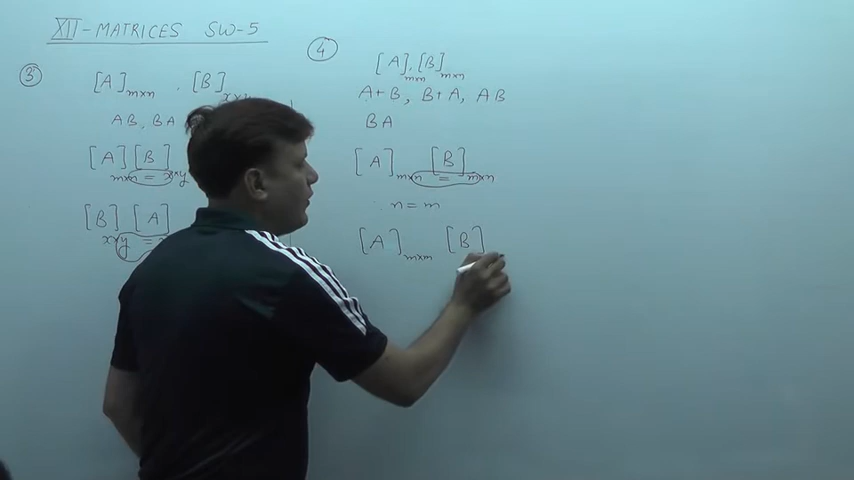 XII - MATRICES SW-5
3
[A]m×n , [B]x×y
AB, BA
[A] [B]
m×n = x×y
[B] [A]
x×y =
4
[A]m×n , [B]m×n
A+B, B+A, AB
BA
[A]m×n = [B]m×n
∴ n = m
[A]m×m [B]